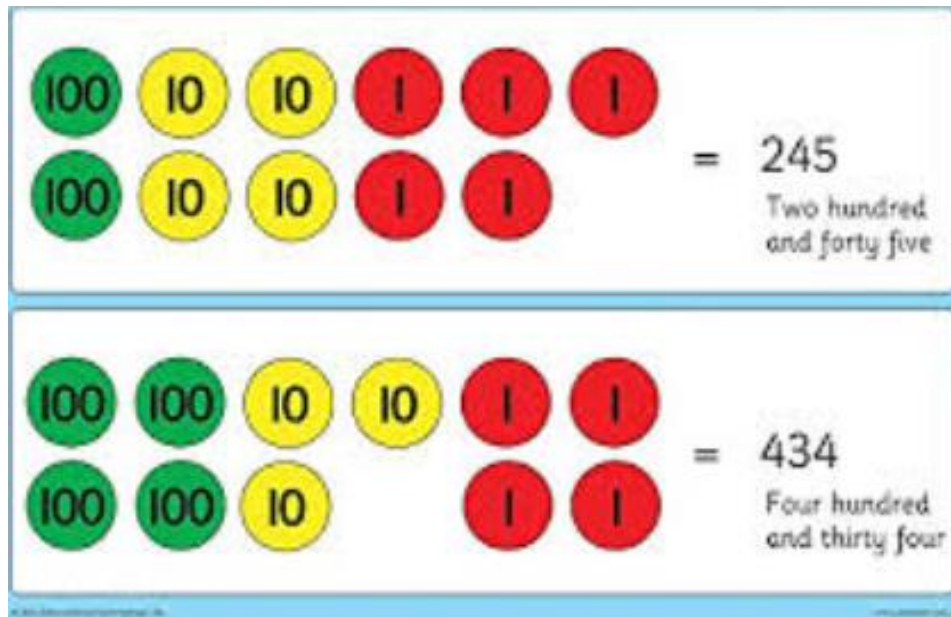 100 10 10 1 1 1
100 10 10 1 1
= 245
Two hundred
and forty five
100 100 10 10 1 1
100 100 10 1 1
= 434
Four hundred
and thirty four